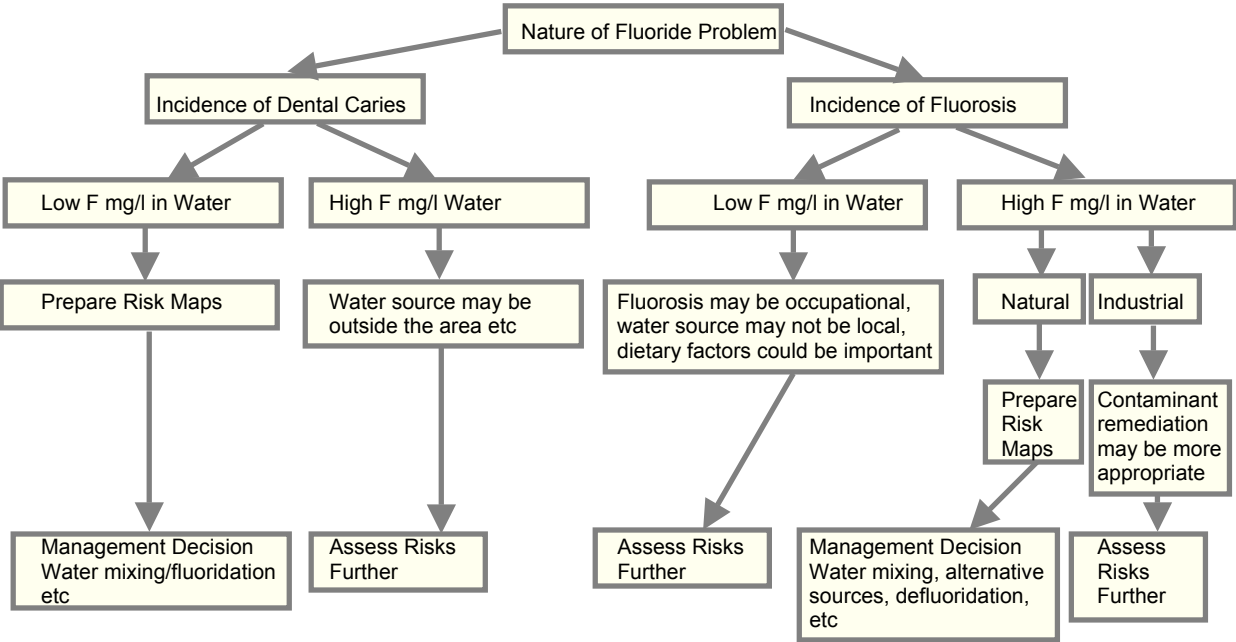 Nature of Fluoride Problem
Incidence of Dental Caries
Incidence of Fluorosis
Low F mg/l in Water
High F mg/l Water
Low F mg/l in Water
High F mg/l in Water
Prepare Risk Maps
Water source may be
outside the area etc
Fluorosis may be occupational,
water source may not be local,
dietary factors could be important
Natural
Industrial
Prepare
Risk
Maps
Contaminant
remediation
may be more
appropriate
Management Decision
Water mixing/fluoridation
etc
Assess Risks
Further
Assess Risks
Further
Management Decision
Water mixing, alternative
sources, defluoridation,
etc
Assess
Risks
Further